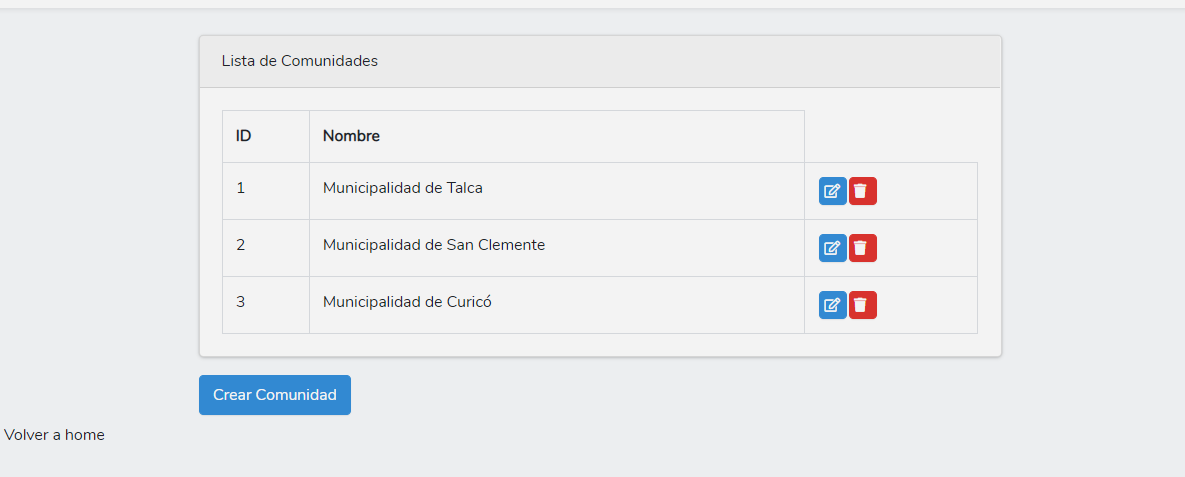 Lista de Comunidades
ID Nombre
1 Municipalidad de Talca
2 Municipalidad de San Clemente
3 Municipalidad de Curicó
Crear Comunidad
Volver a home